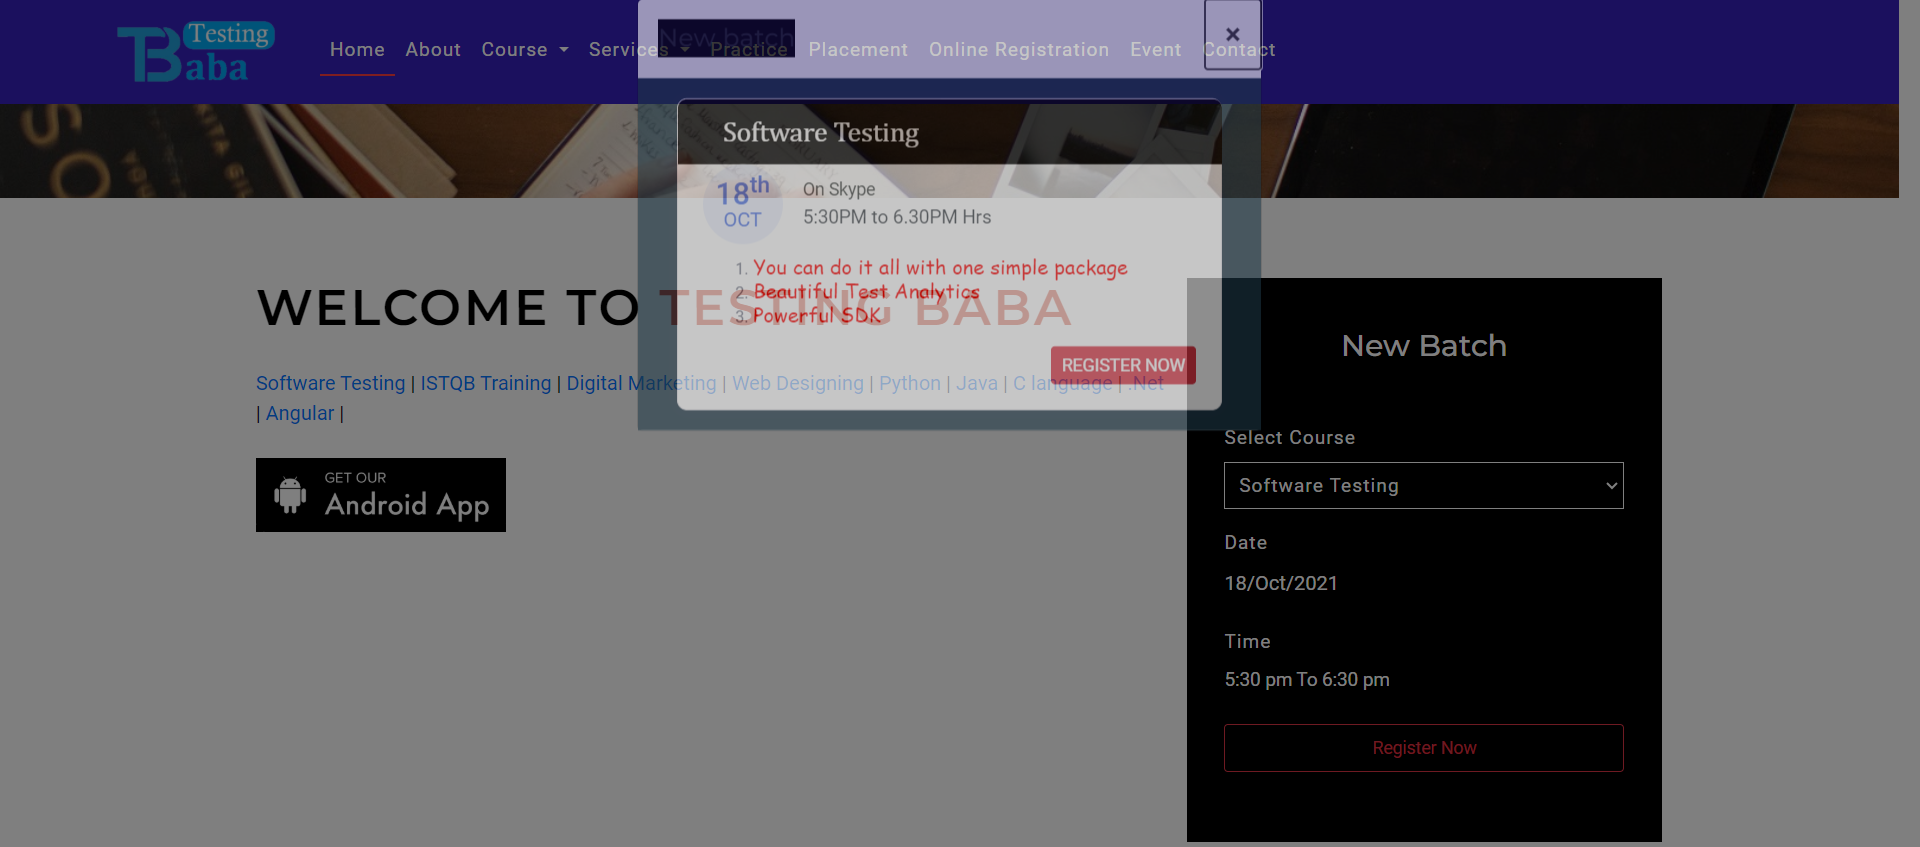 Testing
Baba
Home About Course Services Practice Placement Online Registration Event Contact
New batch
×
Software Testing
18th
OCT
On Skype
5:30PM to 6.30PM Hrs
1. You can do it all with one simple package
2. Beautiful Test Analytics
3. Powerful SDK
REGISTER NOW
WELCOME TO TESTING BABA
Software Testing | ISTQB Training | Digital Marketing | Web Designing | Python | Java | C language | .Net
| Angular |
GET OUR
Android App
New Batch
Select Course
Software Testing
Date
18/Oct/2021
Time
5:30 pm To 6:30 pm
Register Now